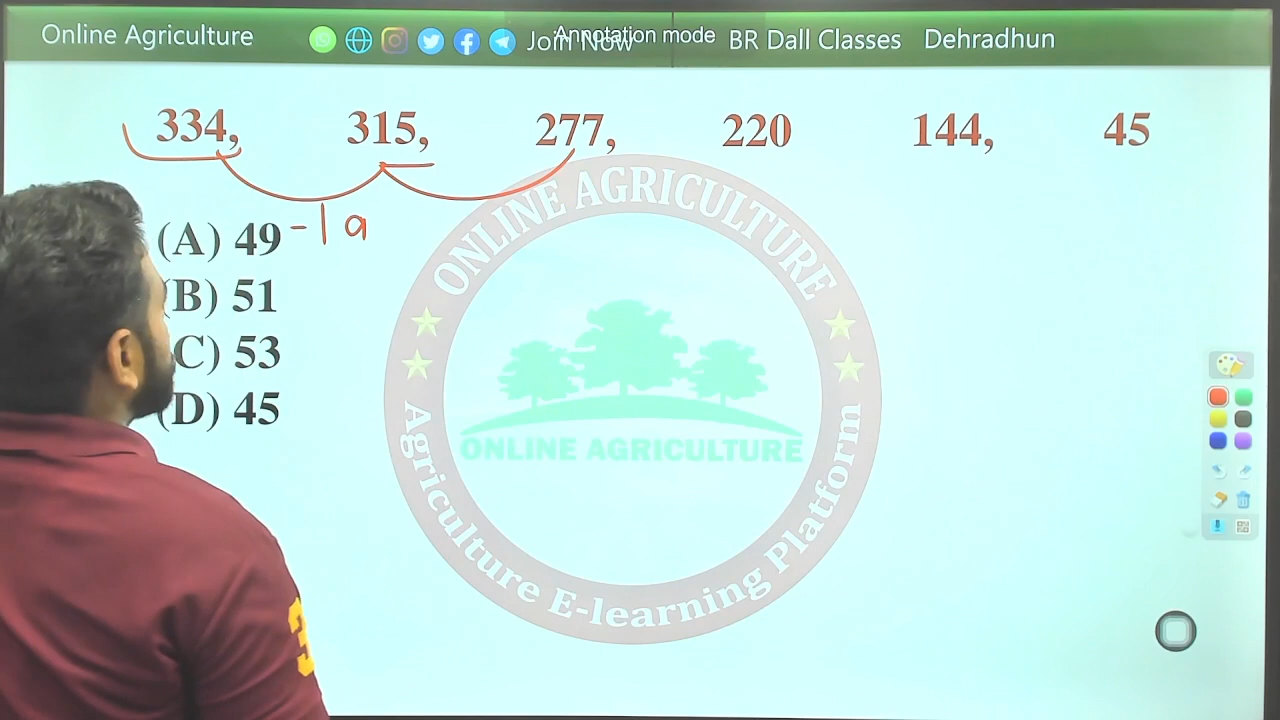 Online Agriculture Join Now Annotation mode BR Dall Classes Dehradhun
334, 315, 277, 220 144, 45
-19
(A) 49
(B) 51
C) 53
(D) 45
ONLINE AGRICULTURE
ONLINE AGRICULTURE
Agriculture E-learning Platform
3